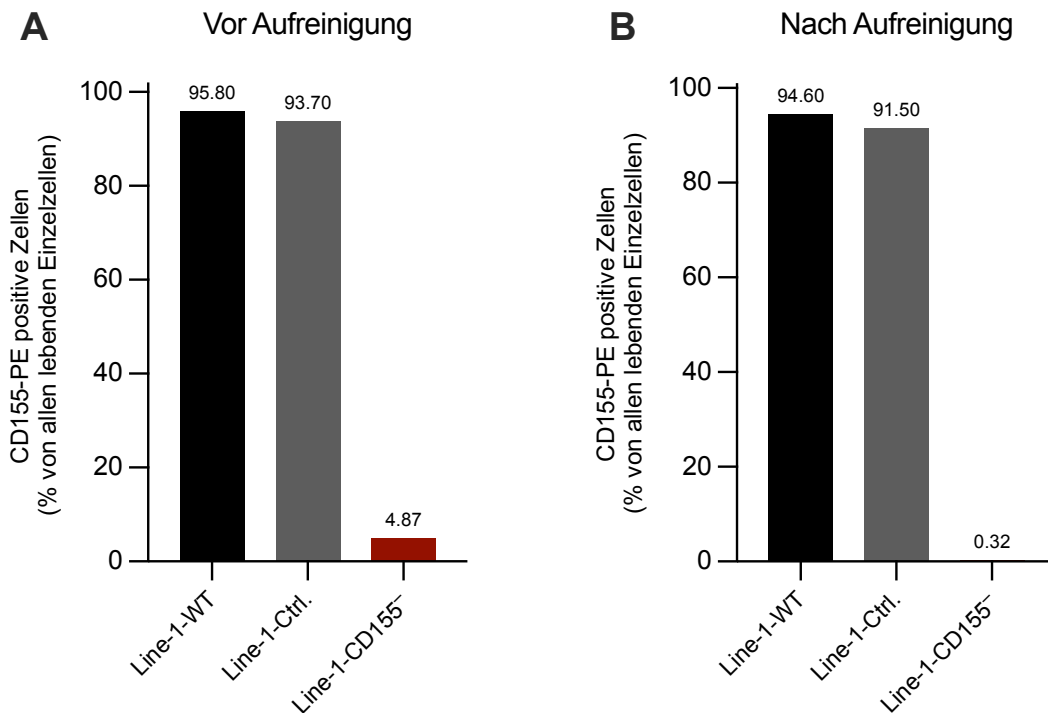 A
Vor Aufreinigung
CD155-PE positive Zellen
(% von allen lebenden Einzelzellen)
100
80
60
40
20
0
95.80
93.70
4.87
Line-1-WT
Line-1-Ctrl.
Line-1-CD155⁻
B
Nach Aufreinigung
CD155-PE positive Zellen
(% von allen lebenden Einzelzellen)
100
80
60
40
20
0
94.60
91.50
0.32
Line-1-WT
Line-1-Ctrl.
Line-1-CD155⁻